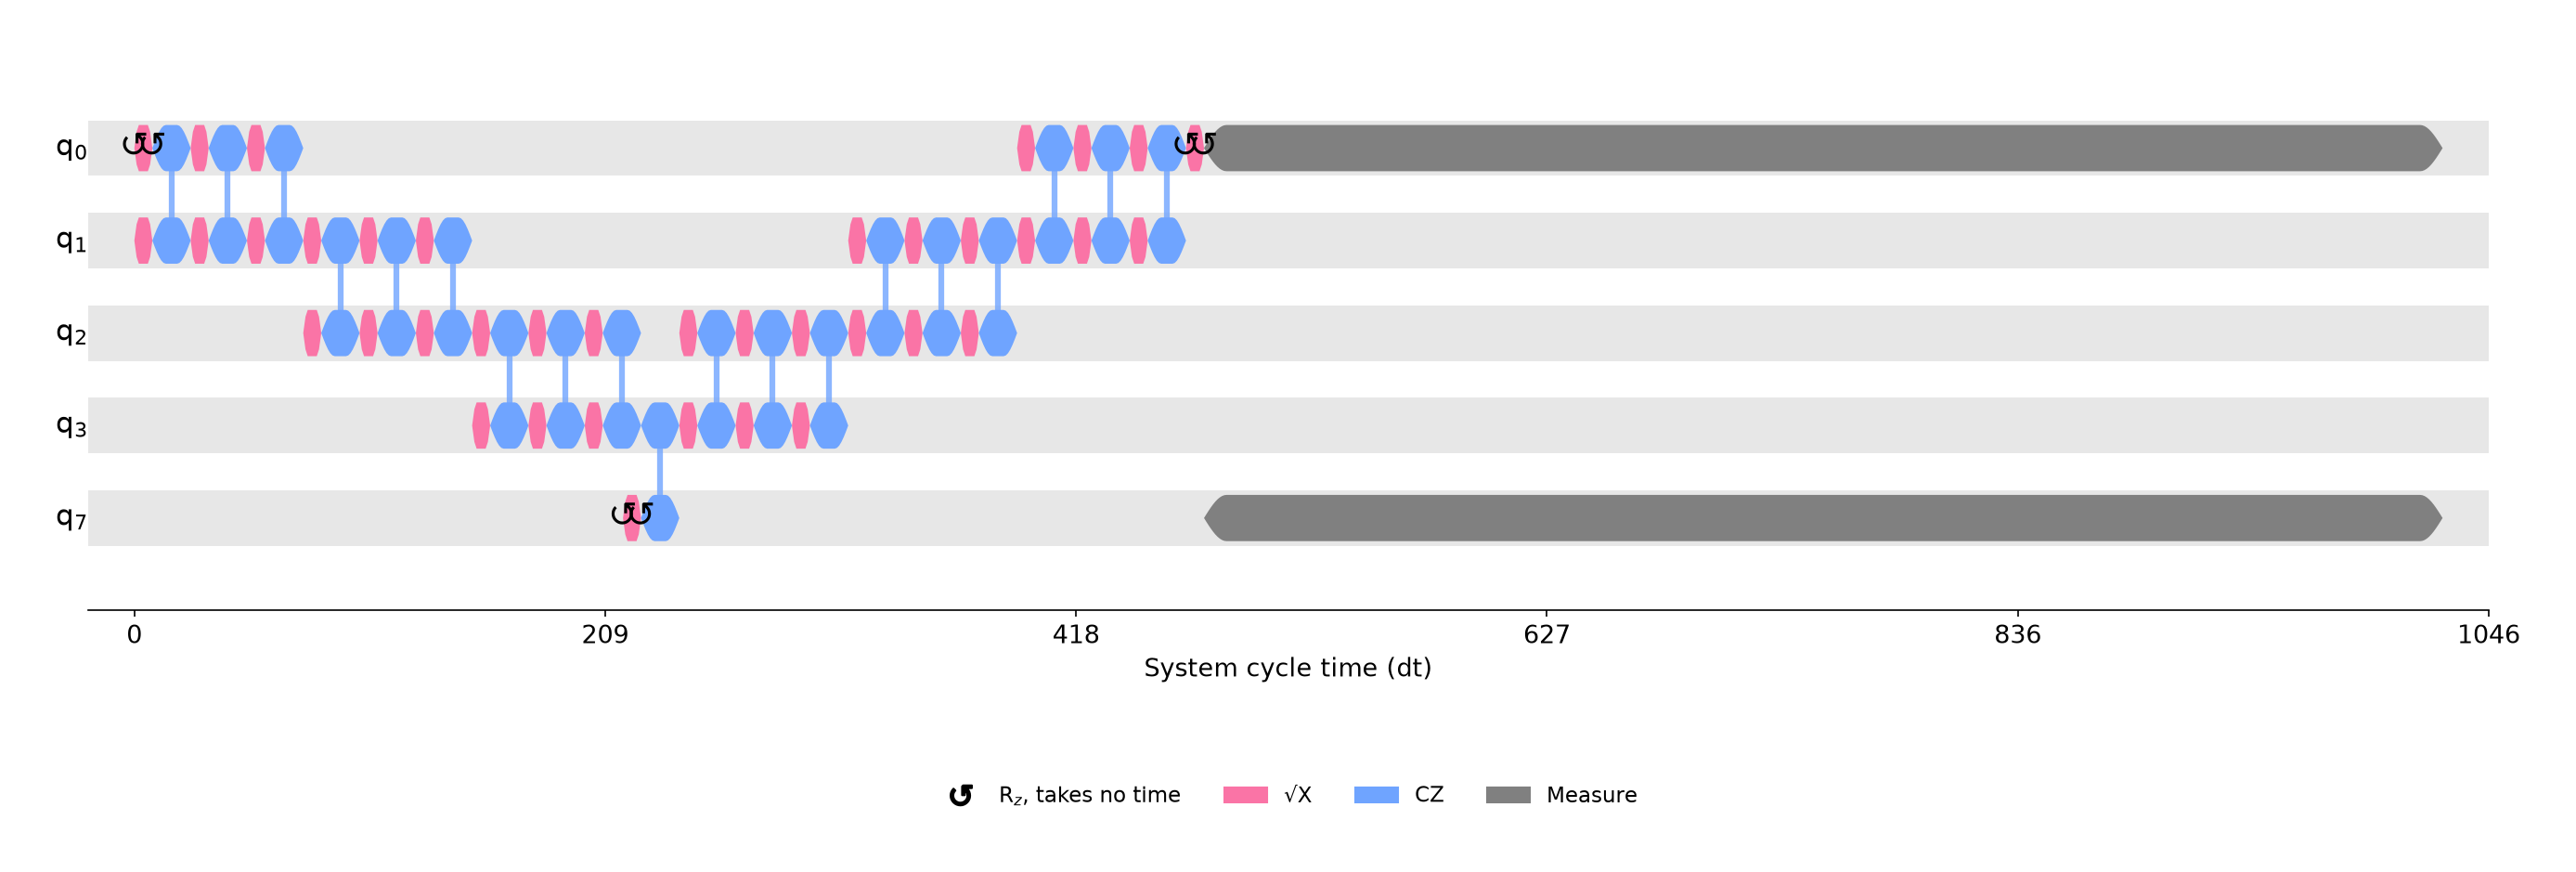 q₀
q₁
q₂
q₃
q₇
0 209 418 627 836 1046
System cycle time (dt)
R_z, takes no time √X CZ Measure